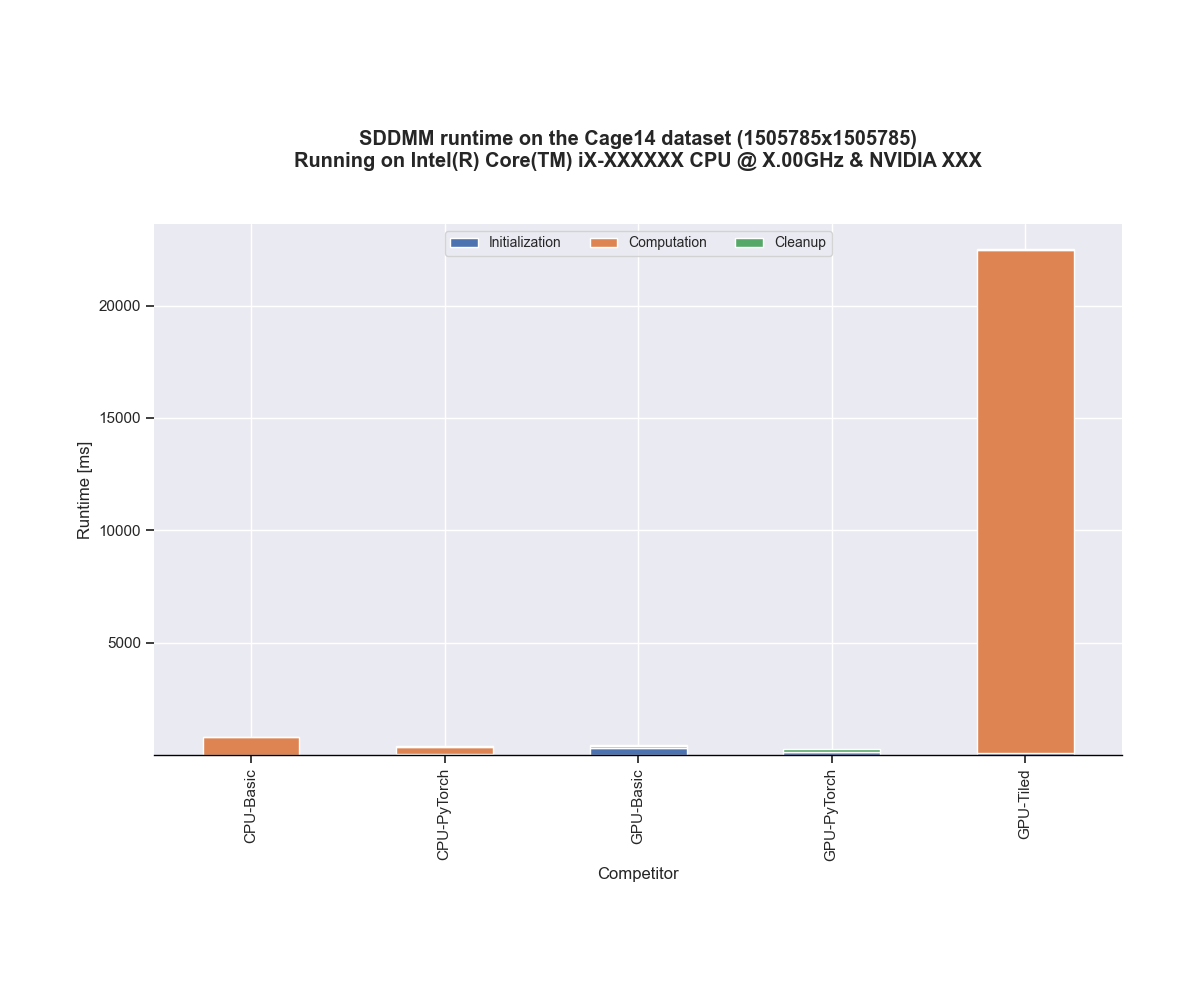 SDDMM runtime on the Cage14 dataset (1505785x1505785)
Running on Intel(R) Core(TM) iX-XXXXXX CPU @ X.00GHz & NVIDIA XXX
Initialization Computation Cleanup
20000
15000
10000
5000
Runtime [ms]
CPU-Basic
CPU-PyTorch
GPU-Basic
GPU-PyTorch
GPU-Tiled
Competitor